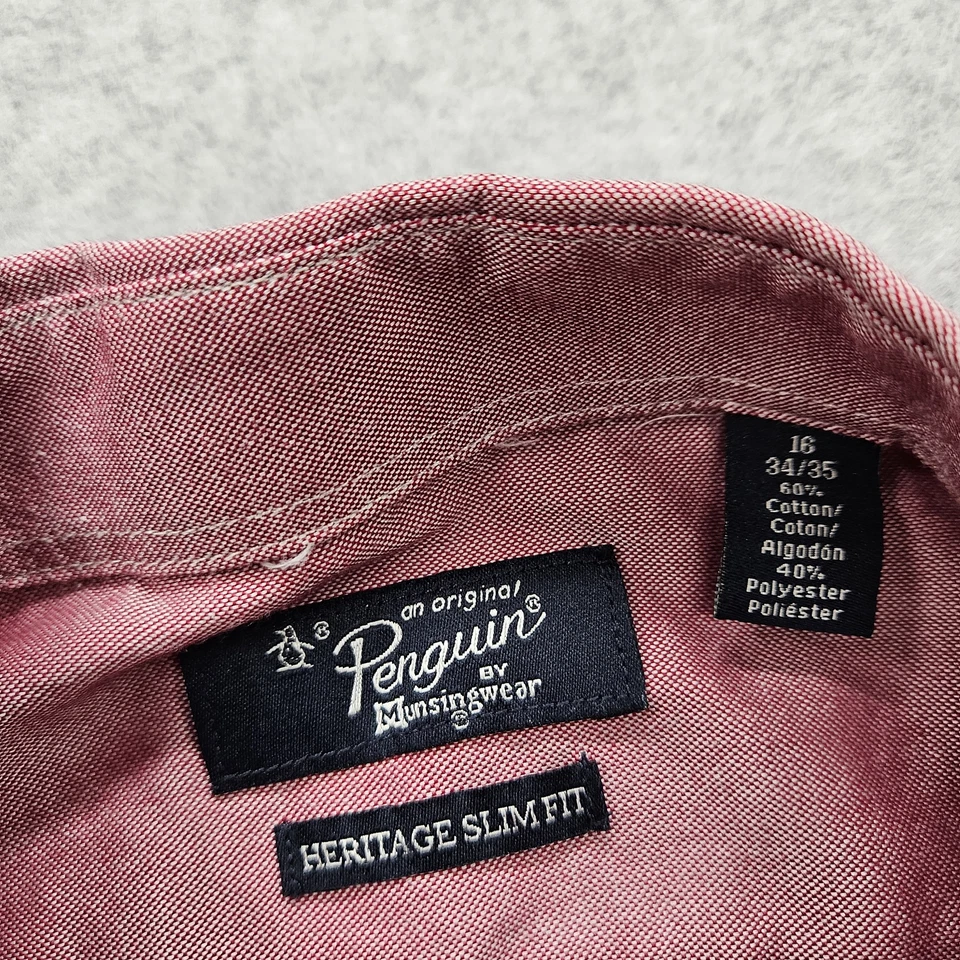 an original
Penguin®
®
BY
Munsingwear
®
HERITAGE SLIM FIT
16
34/35
60%
Cotton/
Coton/
Algodón
40%
Polyester
Poliéster